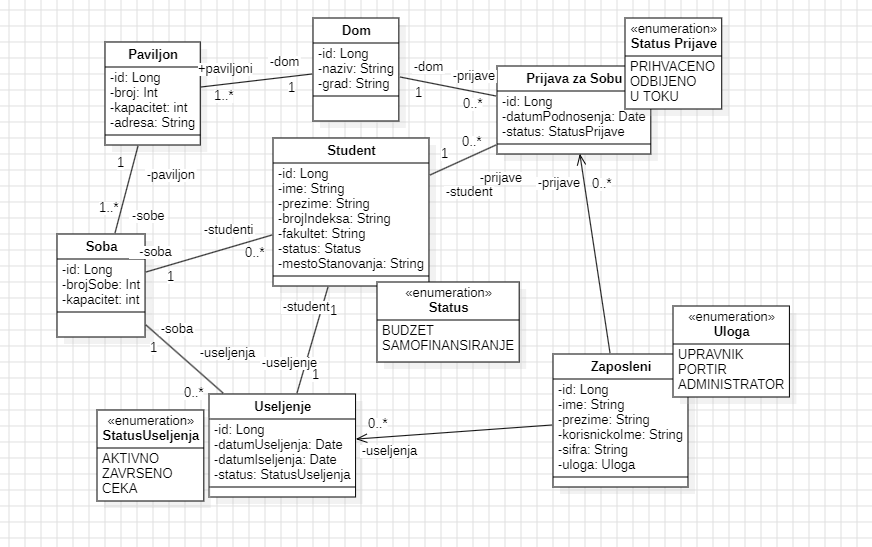 Dom
-id: Long
-naziv: String
-grad: String
Paviljon
-id: Long
-broj: Int
-kapacitet: int
-adresa: String
+paviljoni
1..*
-dom
1
-dom
1
-prijave
0..*
Prijava za Sobu
-id: Long
-datumPodnosenja: Date
-status: StatusPrijave
«enumeration»
Status Prijave
PRIHVACENO
ODBIJENO
U TOKU
Student
-id: Long
-ime: String
-prezime: String
-brojIndeksa: String
-fakultet: String
-status: Status
-mestoStanovanja: String
1
-student
0..*
-prijave
-prijave
0..*
1
-paviljon
1..*
-sobe
Soba
-id: Long
-brojSobe: Int
-kapacitet: int
-soba
1
-studenti
0..*
«enumeration»
Status
BUDZET
SAMOFINANSIRANJE
-student
1
-useljenje
1
-soba
1
-useljenja
0..*
Useljenje
-id: Long
-datumUseljenja: Date
-datumIseljenja: Date
-status: StatusUseljenja
«enumeration»
StatusUseljenja
AKTIVNO
ZAVRSENO
CEKA
0..*
-useljenja
Zaposleni
-id: Long
-ime: String
-prezime: String
-korisnickoIme: String
-sifra: String
-uloga: Uloga
«enumeration»
Uloga
UPRAVNIK
PORTIR
ADMINISTRATOR